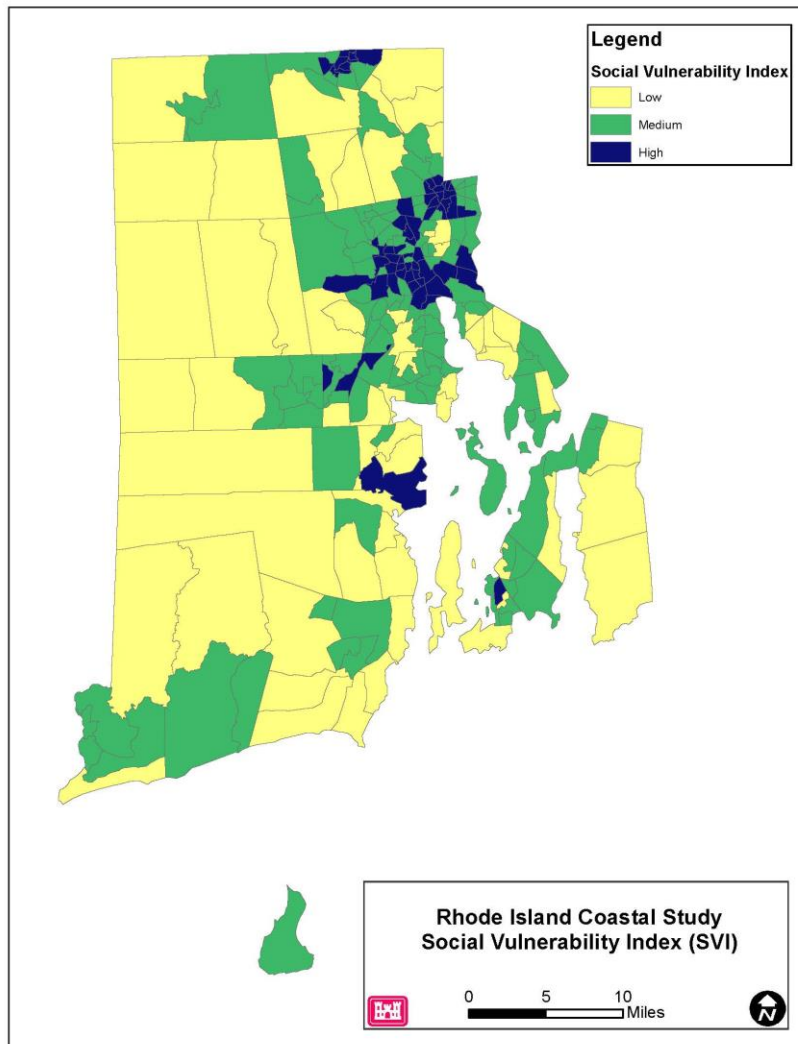 Legend
Social Vulnerability Index
Low
Medium
High
Rhode Island Coastal Study
Social Vulnerability Index (SVI)
0 5 10
Miles
N